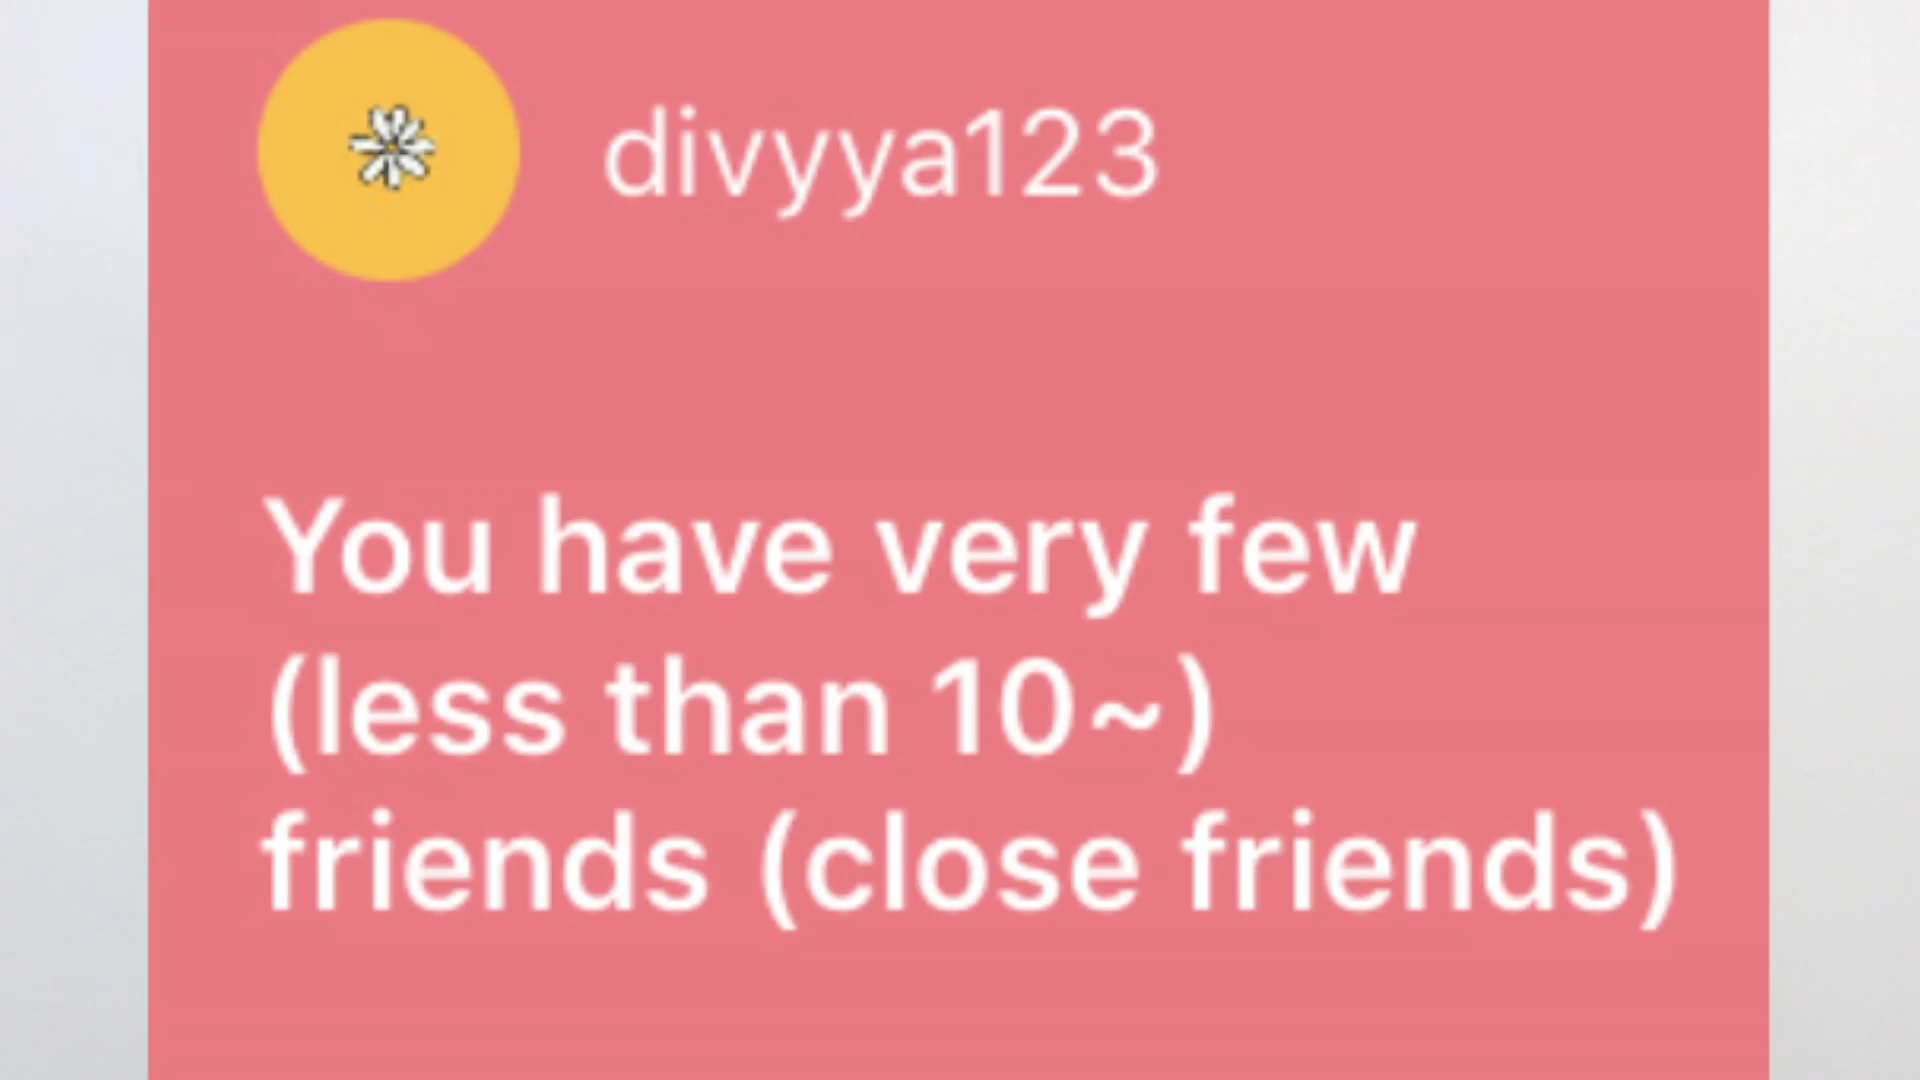 divyya123
You have very few
(less than 10~)
friends (close friends)